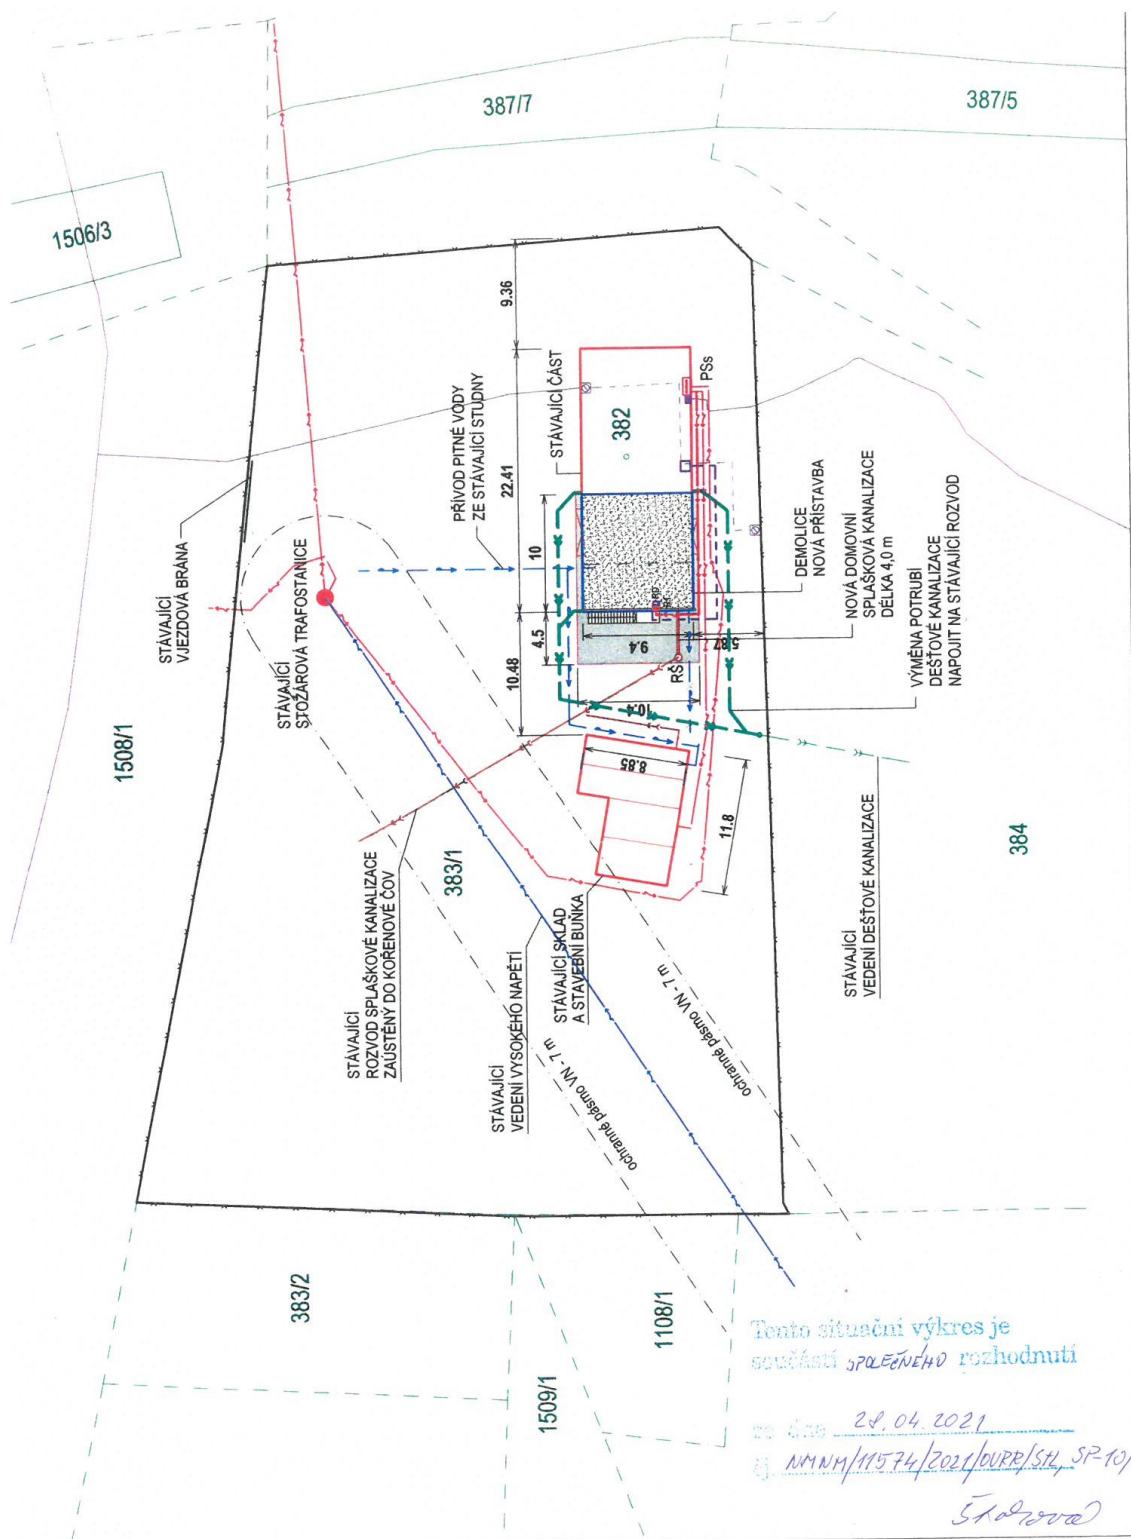 387/7
387/5
1506/3
9.36
STÁVAJÍCÍ ČÁST
PSs
382
22.41
PŘÍVOD PITNÉ VODY
ZE STÁVAJÍCÍ STUDNY
10
STÁVAJÍCÍ
VJEZDOVÁ BRÁNA
STÁVAJÍCÍ
STOŽÁROVÁ TRAFOSTANICE
DEMOLICE
NOVÁ PŘÍSTAVBA
NOVÁ DOMOVNÍ
SPLAŠKOVÁ KANALIZACE
DÉLKA 4,0 m
VÝMĚNA POTRUBÍ
DEŠŤOVÉ KANALIZACE
NAPOJIT NA STÁVAJÍCÍ ROZVOD
4.5
10.48
9.4
5.87
RŠ
10.4
8.85
11.8
1508/1
383/1
384
STÁVAJÍCÍ
ROZVOD SPLAŠKOVÉ KANALIZACE
ZAÚSTĚNÝ DO KOŘENOVÉ ČOV
STÁVAJÍCÍ
VEDENÍ VYSOKÉHO NAPĚTÍ
STÁVAJÍCÍ SKLAD
A STAVEBNÍ BUŇKA
STÁVAJÍCÍ
VEDENÍ DEŠŤOVÉ KANALIZACE
ochranné pásmo VN - 7 m
ochranné pásmo VN - 7 m
383/2
1108/1
1509/1
Tento situační výkres je
součástí SPOLEČNÉHO rozhodnutí
ze dne 28.04.2021
čj. NMNM/11574/2021/OVRR/StL, SP-10/